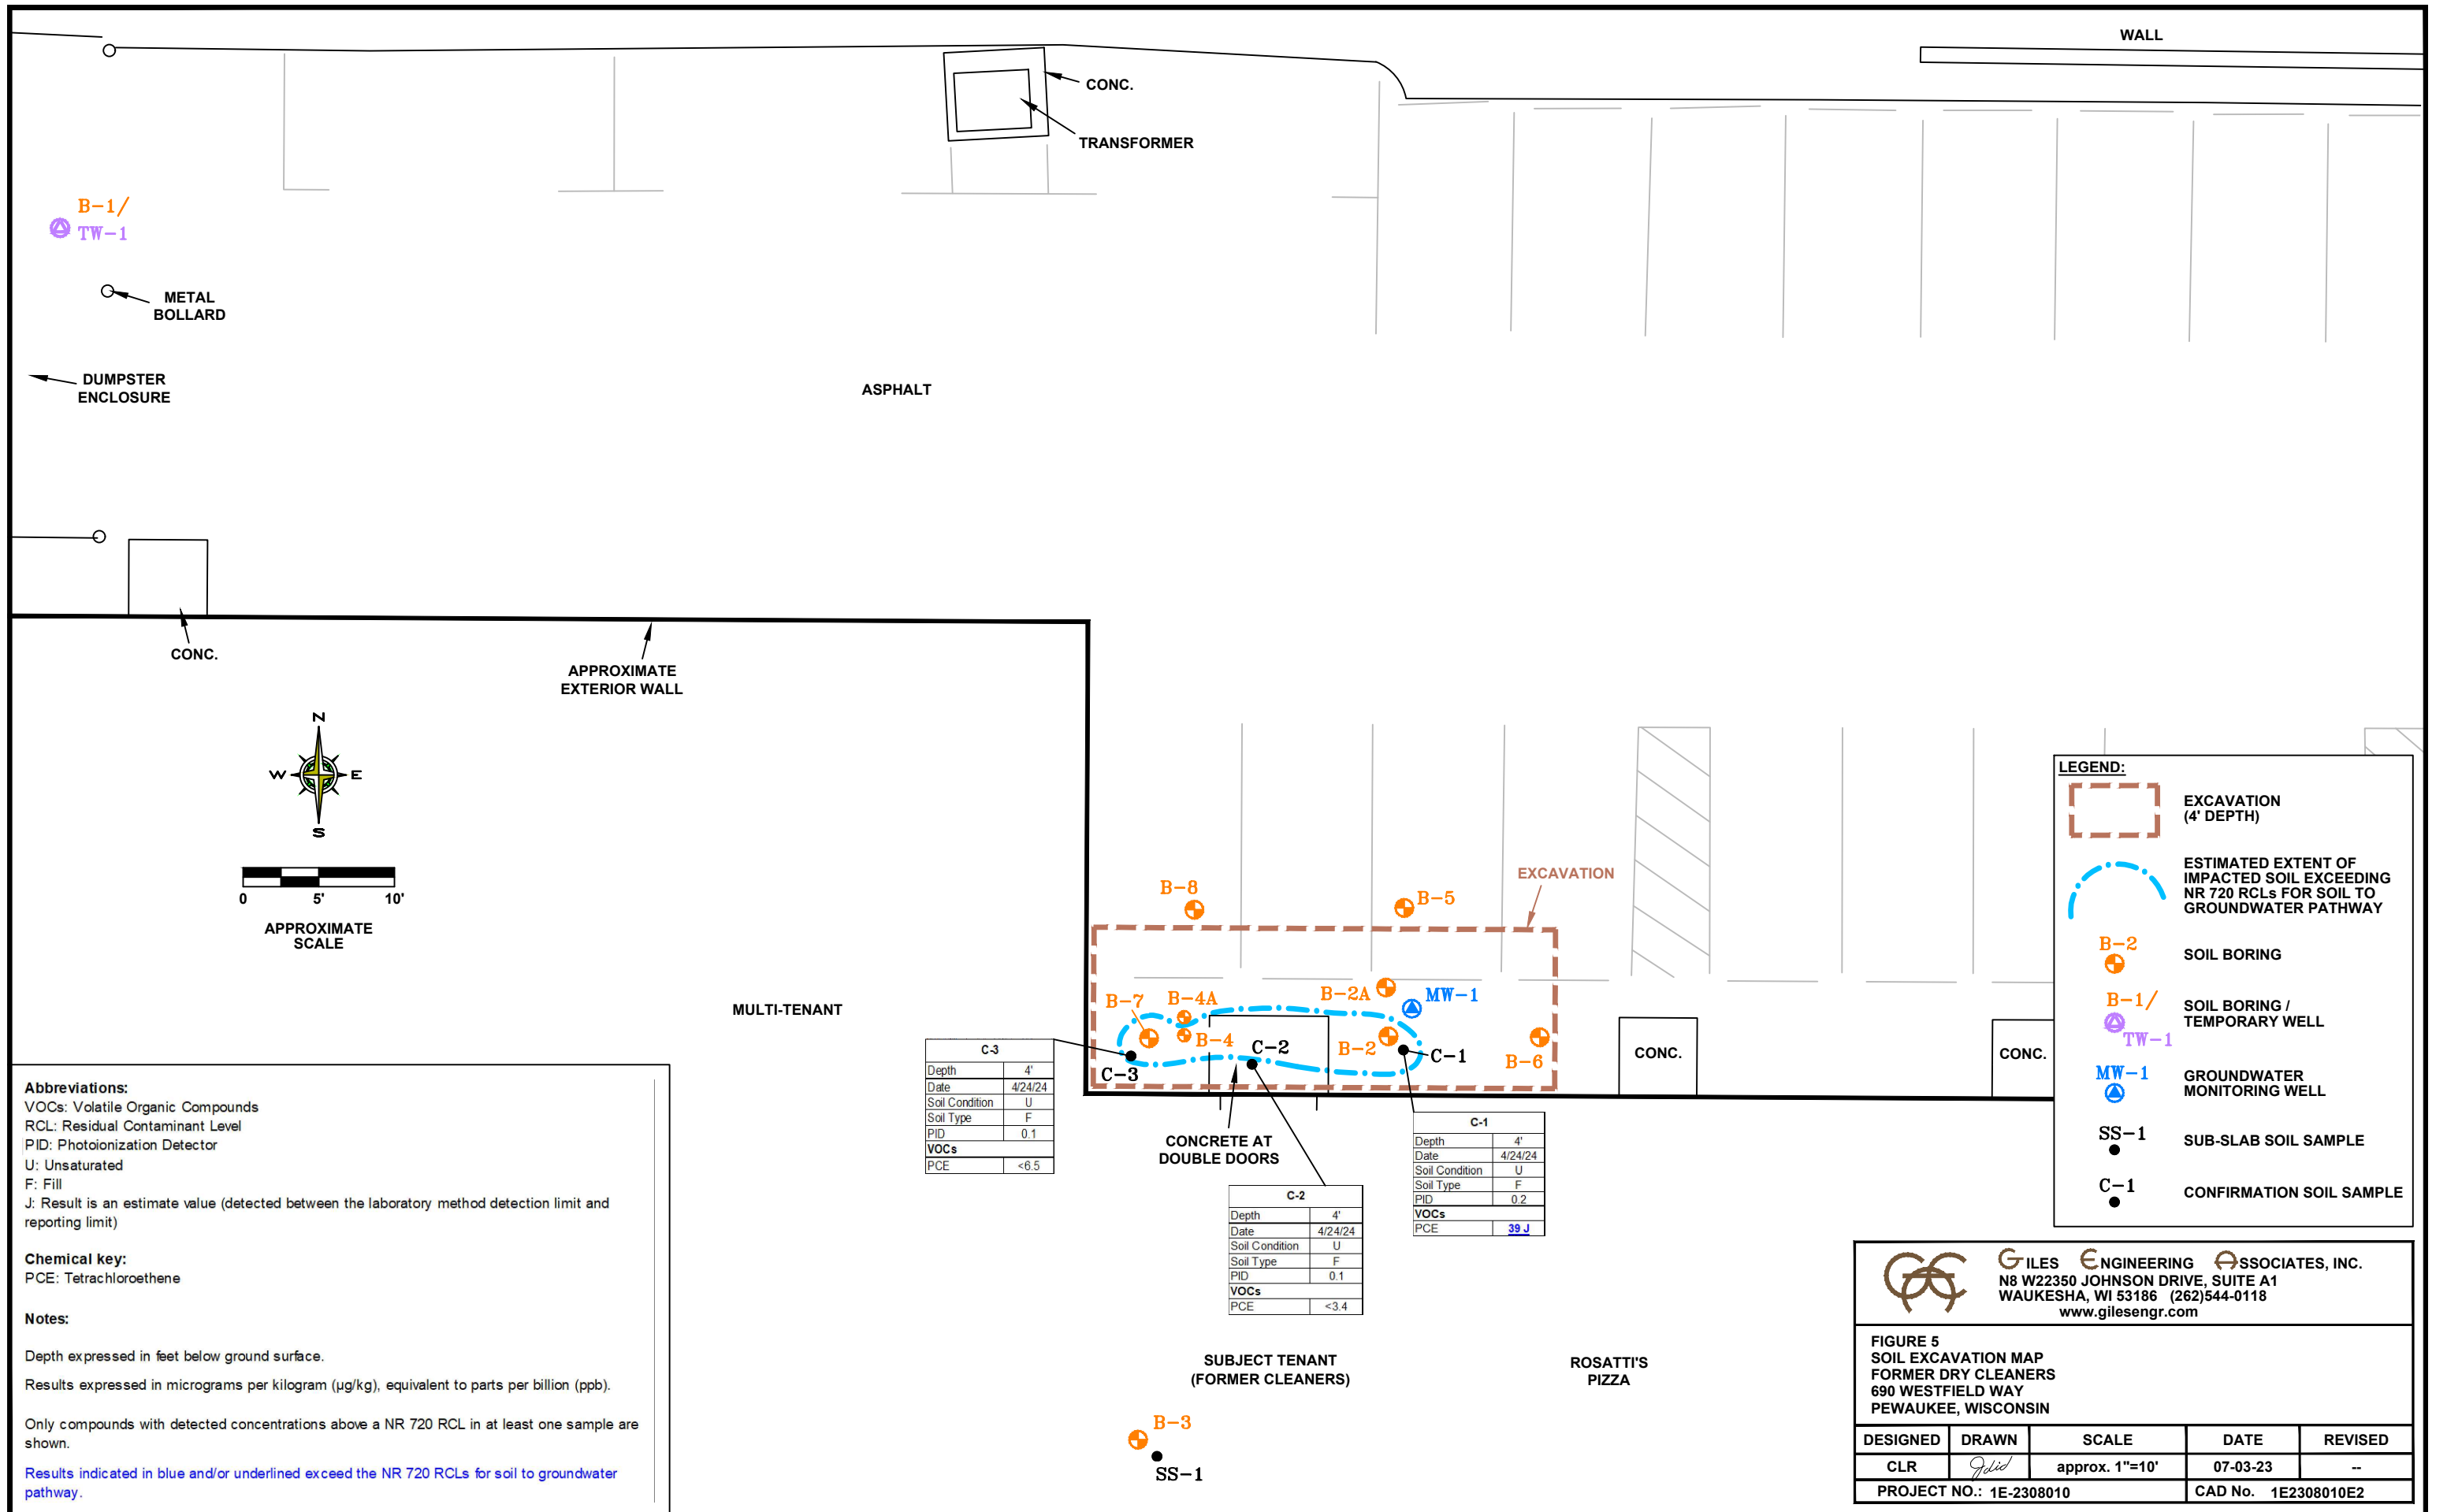 WALL
CONC.
TRANSFORMER
B-1/
TW-1
METAL
BOLLARD
DUMPSTER
ENCLOSURE
ASPHALT
CONC.
APPROXIMATE
EXTERIOR WALL
N
W
E
S
0
5'
10'
APPROXIMATE
SCALE
MULTI-TENANT
B-8
B-5
EXCAVATION
B-7
B-4A
B-2A
MW-1
B-4
C-2
B-2
C-1
B-6
C-3
CONC.
CONC.
C-3
Depth 4'
Date 4/24/24
Soil Condition U
Soil Type F
PID 0.1
VOCs
PCE <6.5
CONCRETE AT
DOUBLE DOORS
C-2
Depth 4'
Date 4/24/24
Soil Condition U
Soil Type F
PID 0.1
VOCs
PCE <3.4
C-1
Depth 4'
Date 4/24/24
Soil Condition U
Soil Type F
PID 0.2
VOCs
PCE 39 J
SUBJECT TENANT
(FORMER CLEANERS)
ROSATTI'S
PIZZA
B-3
SS-1
Abbreviations:
VOCs: Volatile Organic Compounds
RCL: Residual Contaminant Level
PID: Photoionization Detector
U: Unsaturated
F: Fill
J: Result is an estimate value (detected between the laboratory method detection limit and
reporting limit)
Chemical key:
PCE: Tetrachloroethene
Notes:
Depth expressed in feet below ground surface.
Results expressed in micrograms per kilogram (µg/kg), equivalent to parts per billion (ppb).
Only compounds with detected concentrations above a NR 720 RCL in at least one sample are
shown.
Results indicated in blue and/or underlined exceed the NR 720 RCLs for soil to groundwater
pathway.
LEGEND:
EXCAVATION
(4' DEPTH)
ESTIMATED EXTENT OF
IMPACTED SOIL EXCEEDING
NR 720 RCLs FOR SOIL TO
GROUNDWATER PATHWAY
B-2
SOIL BORING
B-1/
TW-1
SOIL BORING /
TEMPORARY WELL
MW-1
GROUNDWATER
MONITORING WELL
SS-1
SUB-SLAB SOIL SAMPLE
C-1
CONFIRMATION SOIL SAMPLE
GILES ENGINEERING ASSOCIATES, INC.
N8 W22350 JOHNSON DRIVE, SUITE A1
WAUKESHA, WI 53186 (262)544-0118
www.gilesengr.com
FIGURE 5
SOIL EXCAVATION MAP
FORMER DRY CLEANERS
690 WESTFIELD WAY
PEWAUKEE, WISCONSIN
DESIGNED DRAWN SCALE DATE REVISED
CLR approx. 1"=10' 07-03-23 --
PROJECT NO.: 1E-2308010 CAD No. 1E2308010E2